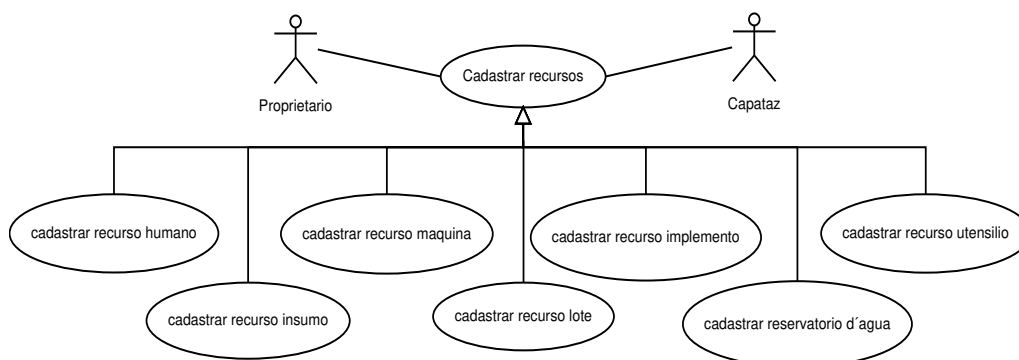 Cadastrar recursos
Proprietario
Capataz
cadastrar recurso humano
cadastrar recurso maquina
cadastrar recurso implemento
cadastrar recurso utensilio
cadastrar recurso insumo
cadastrar recurso lote
cadastrar reservatorio d´agua